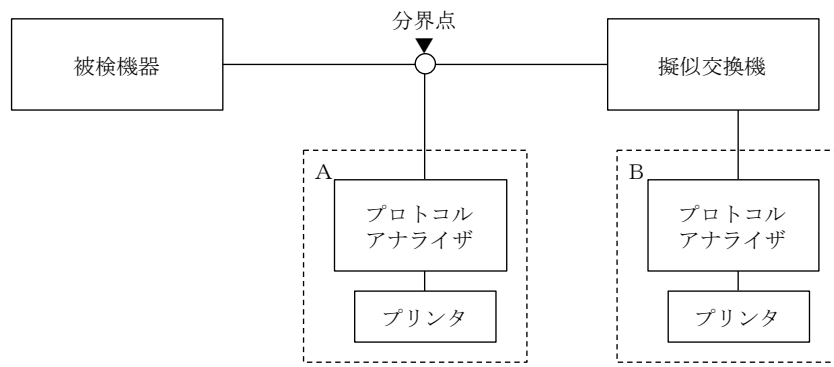 分界点
被検機器
擬似交換機
A
プロトコル
アナライザ
プリンタ
B
プロトコル
アナライザ
プリンタ